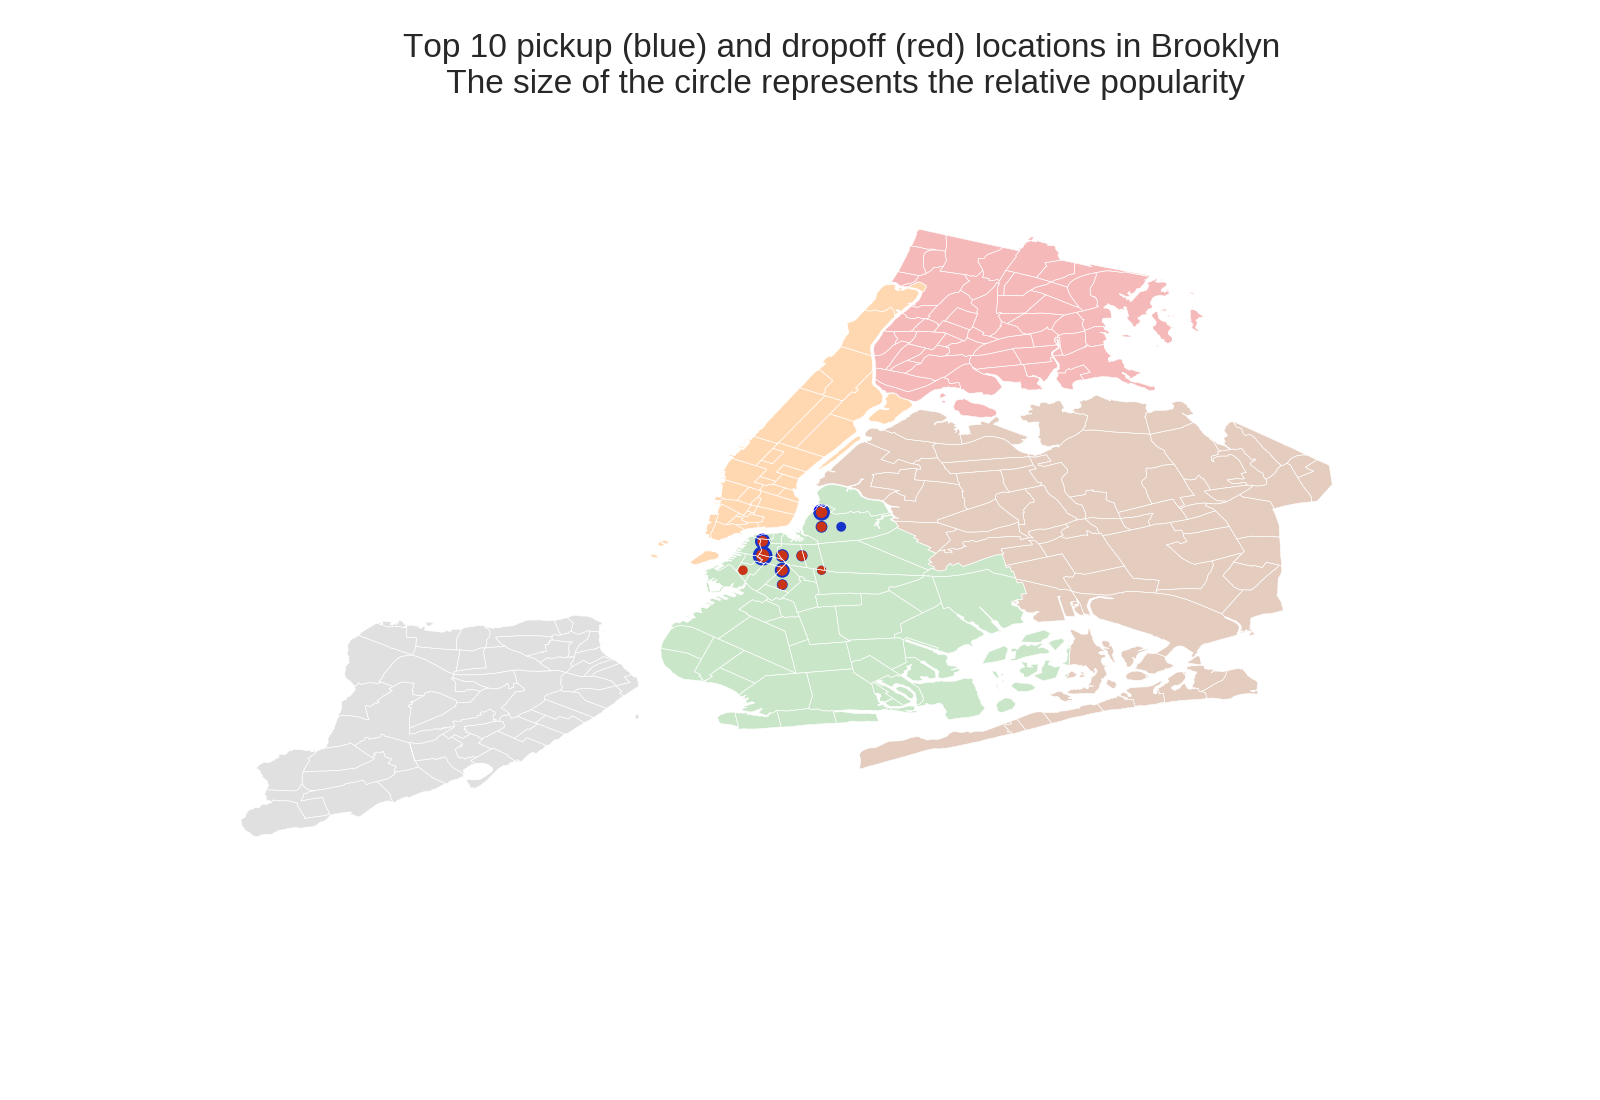 Top 10 pickup (blue) and dropoff (red) locations in Brooklyn
The size of the circle represents the relative popularity